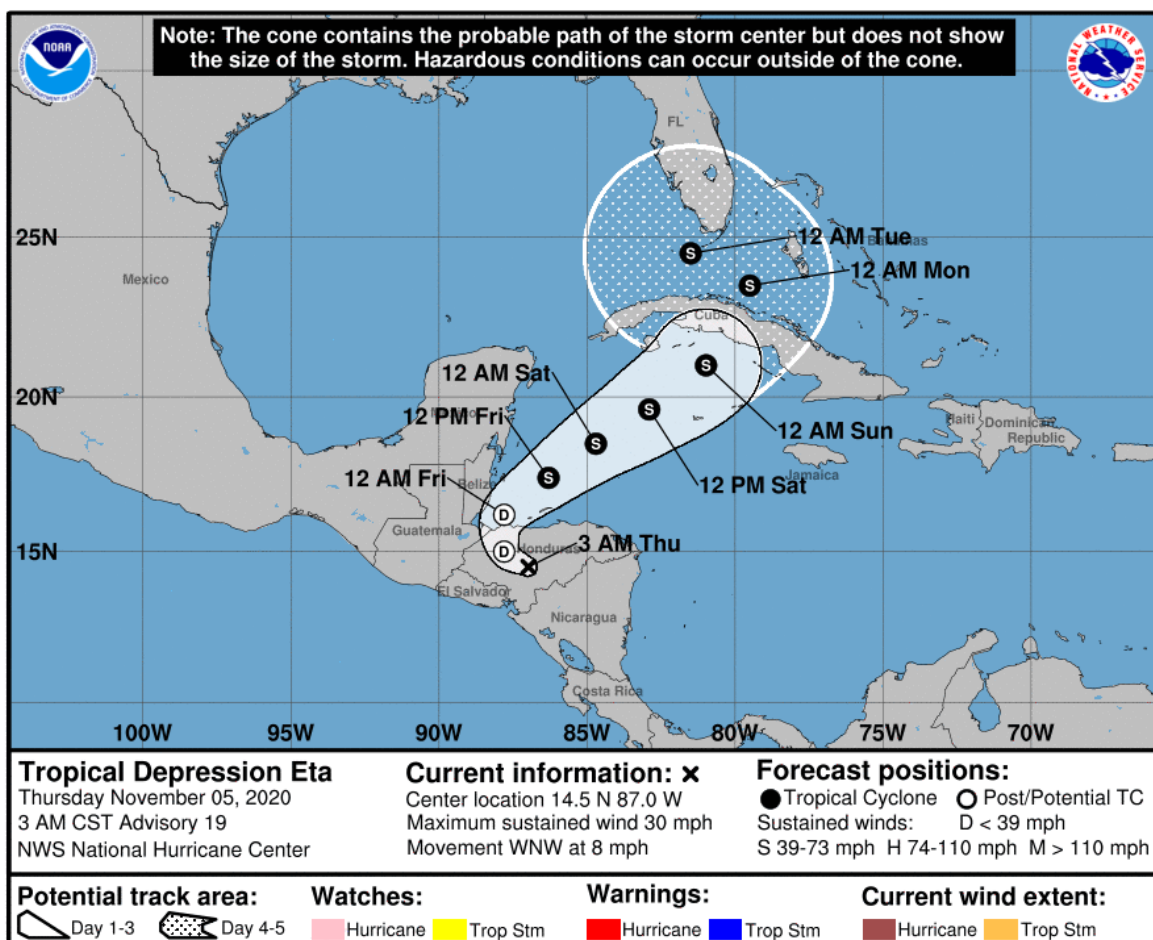 Note: The cone contains the probable path of the storm center but does not show
the size of the storm. Hazardous conditions can occur outside of the cone.
NOAA
NATIONAL WEATHER SERVICE
FL
25N
12 AM Tue
Bahamas
12 AM Mon
Mexico
Cuba
12 AM Sat
20N
12 PM Fri
12 AM Sun
Haiti
Dominican
Republic
Jamaica
12 AM Fri
Belize
12 PM Sat
Guatemala
15N
Honduras
3 AM Thu
El Salvador
Nicaragua
Costa Rica
S
S
S
S
S
S
D
D
100W 95W 90W 85W 80W 75W 70W
Tropical Depression Eta
Thursday November 05, 2020
3 AM CST Advisory 19
NWS National Hurricane Center
Current information: ×
Center location 14.5 N 87.0 W
Maximum sustained wind 30 mph
Movement WNW at 8 mph
Forecast positions:
● Tropical Cyclone ○ Post/Potential TC
Sustained winds: D < 39 mph
S 39-73 mph H 74-110 mph M > 110 mph
Potential track area:
Day 1-3 Day 4-5
Watches:
Hurricane Trop Stm
Warnings:
Hurricane Trop Stm
Current wind extent:
Hurricane Trop Stm